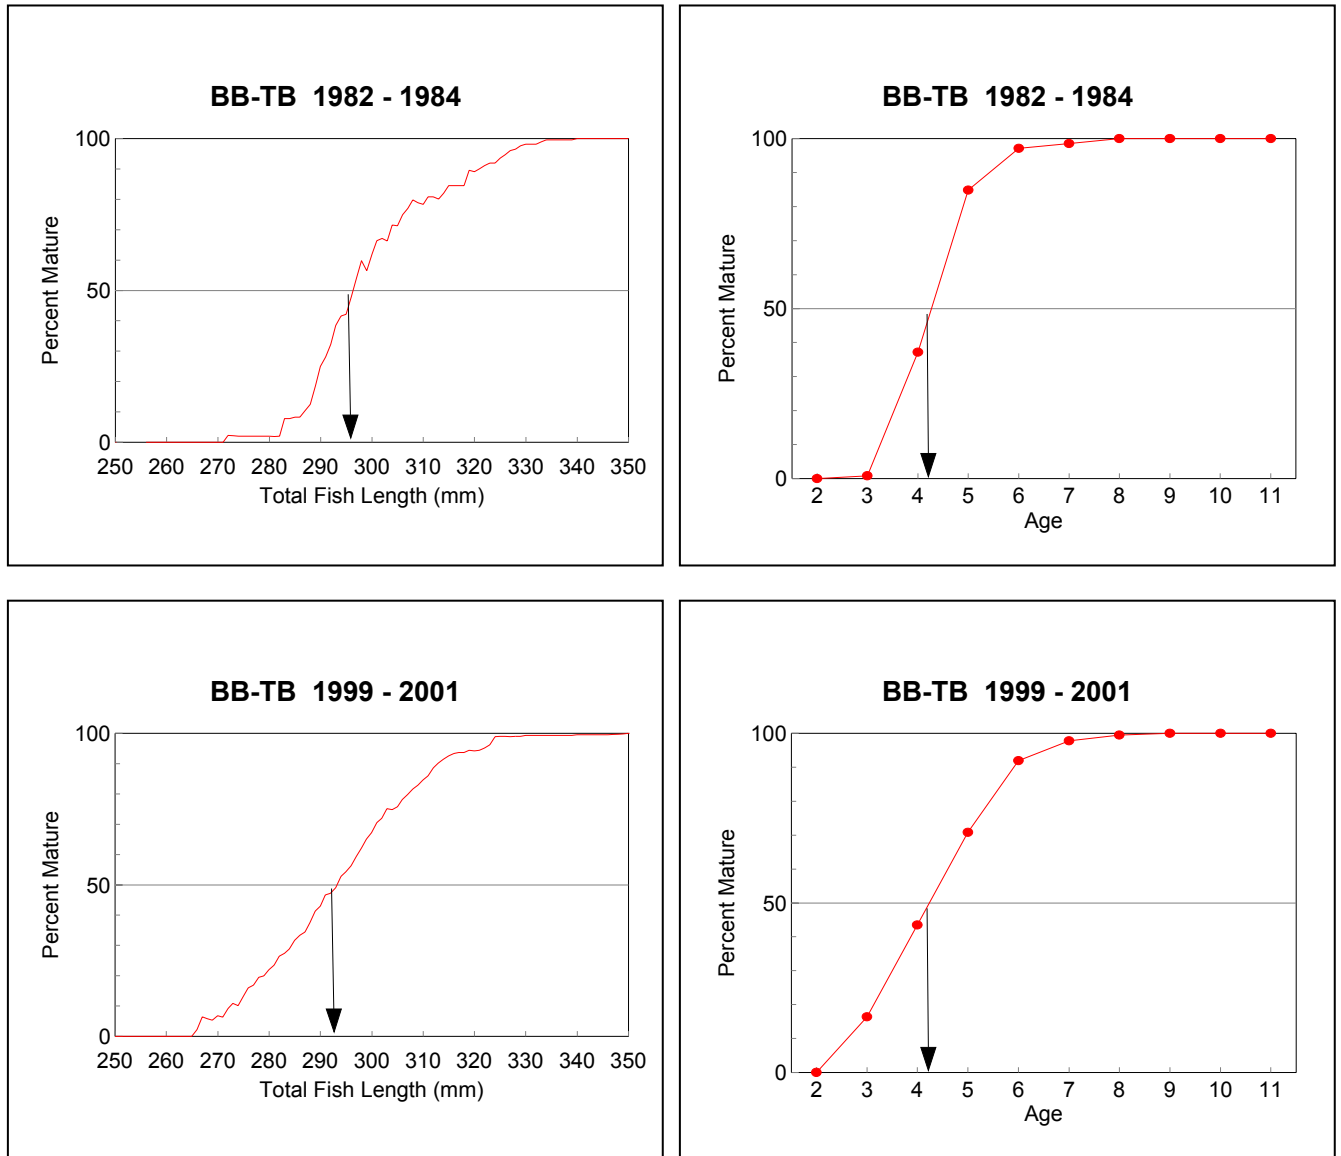 BB-TB 1982 - 1984
100
50
0
Percent Mature
250 260 270 280 290 300 310 320 330 340 350
Total Fish Length (mm)
BB-TB 1982 - 1984
100
50
0
Percent Mature
2 3 4 5 6 7 8 9 10 11
Age
BB-TB 1999 - 2001
100
50
0
Percent Mature
250 260 270 280 290 300 310 320 330 340 350
Total Fish Length (mm)
BB-TB 1999 - 2001
100
50
0
Percent Mature
2 3 4 5 6 7 8 9 10 11
Age